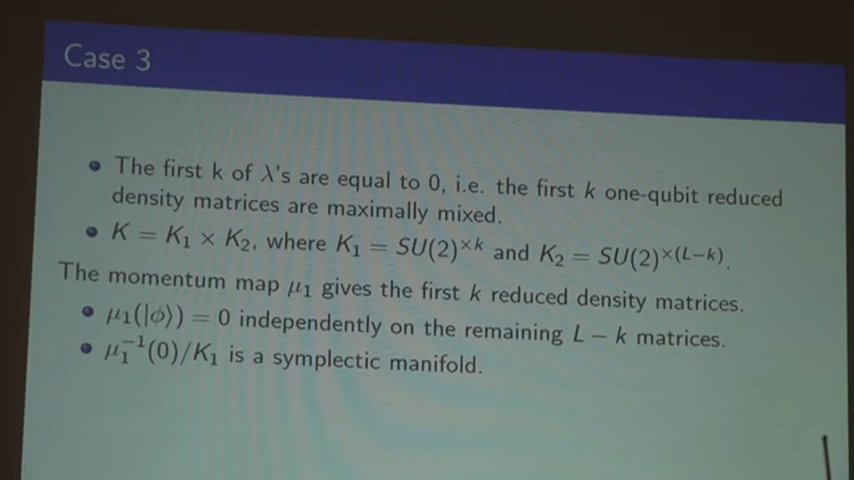 Case 3
The first k of λ's are equal to 0, i.e. the first k one-qubit reduced
density matrices are maximally mixed.
K = K₁ × K₂, where K₁ = SU(2)^{×k} and K₂ = SU(2)^{×(L−k)}.
The momentum map μ₁ gives the first k reduced density matrices.
μ₁(|ϕ⟩) = 0 independently on the remaining L − k matrices.
μ₁⁻¹(0)/K₁ is a symplectic manifold.